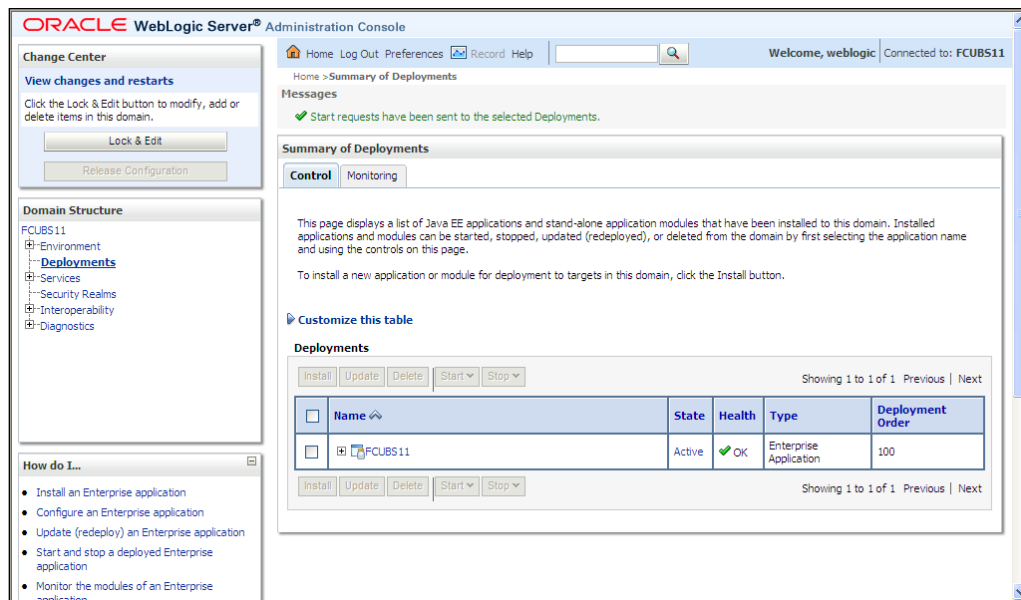 ORACLE WebLogic Server® Administration Console
Change Center
View changes and restarts
Click the Lock & Edit button to modify, add or
delete items in this domain.
Lock & Edit
Release Configuration
Domain Structure
FCUBS11
Environment
Deployments
Services
Security Realms
Interoperability
Diagnostics
How do I...
Install an Enterprise application
Configure an Enterprise application
Update (redeploy) an Enterprise application
Start and stop a deployed Enterprise
application
Monitor the modules of an Enterprise
application
Home Log Out Preferences Record Help
Welcome, weblogic Connected to: FCUBS11
Home >Summary of Deployments
Messages
Start requests have been sent to the selected Deployments.
Summary of Deployments
Control Monitoring
This page displays a list of Java EE applications and stand-alone application modules that have been installed to this domain. Installed
applications and modules can be started, stopped, updated (redeployed), or deleted from the domain by first selecting the application name
and using the controls on this page.
To install a new application or module for deployment to targets in this domain, click the Install button.
Customize this table
Deployments
Install Update Delete Start Stop
Showing 1 to 1 of 1 Previous | Next
Name State Health Type Deployment
Order
FCUBS11 Active OK Enterprise
Application 100
Install Update Delete Start Stop
Showing 1 to 1 of 1 Previous | Next